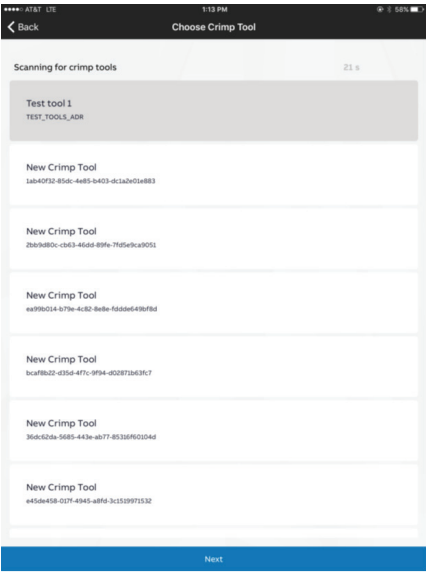 AT&T LTE
1:13 PM
58%
Back
Choose Crimp Tool
Scanning for crimp tools
21 s
Test tool 1
TEST_TOOLS_ADR
New Crimp Tool
1ab40f32-85dc-4e85-b403-dc1a2e01e883
New Crimp Tool
2bb9d80c-cb63-46dd-89fe-7fd5e9ca9051
New Crimp Tool
ea99b014-b79e-4c82-8e8e-fddde649bf8d
New Crimp Tool
bcaf8b22-d35d-4f7c-9f94-d02871b63fc7
New Crimp Tool
36dc62da-5685-443e-ab77-85316f60104d
New Crimp Tool
e45de458-017f-4945-a8fd-3c1519971532
Next